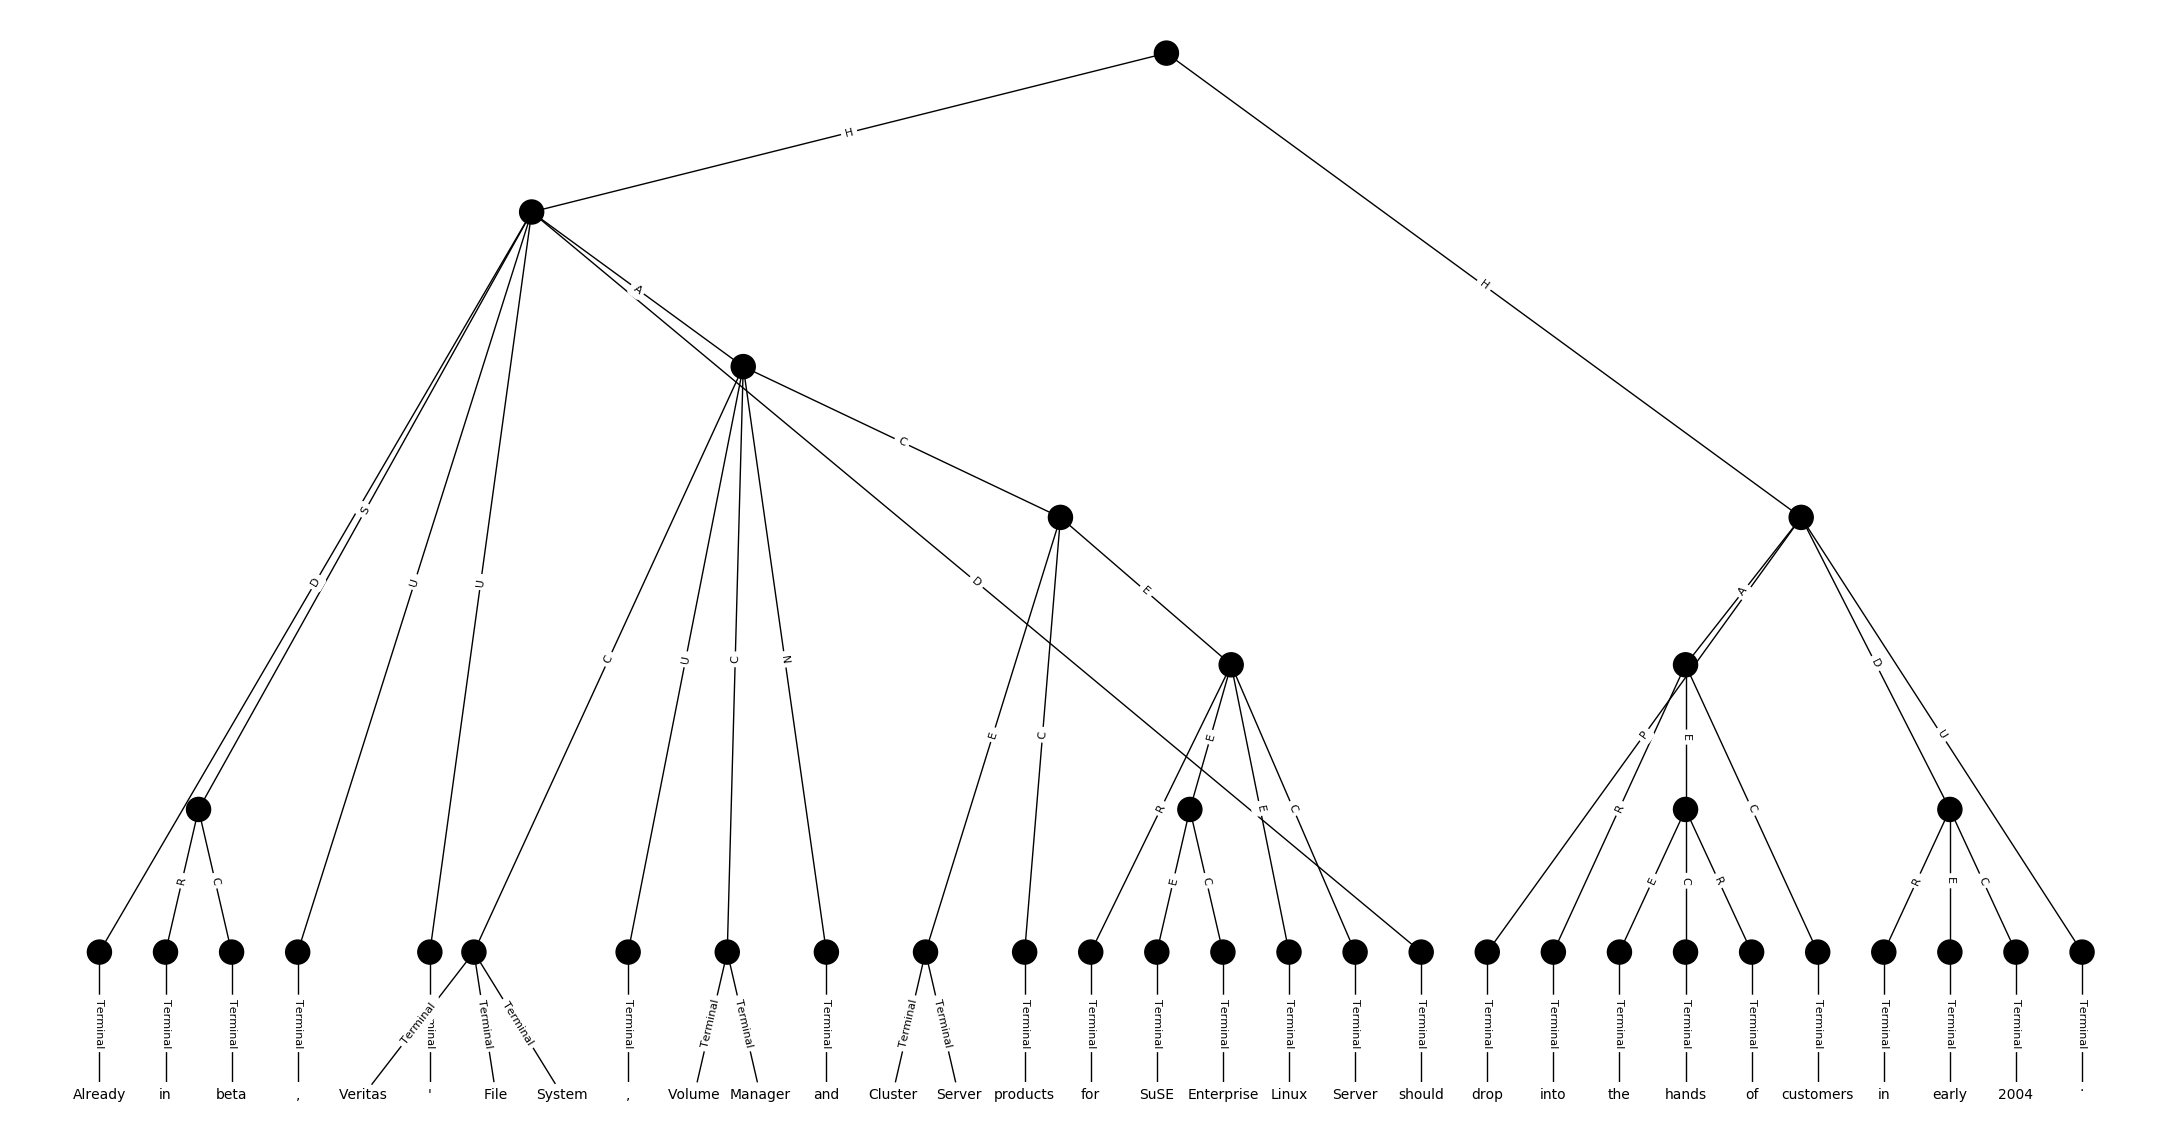 H
H
A
S
C
D
D
U
U
E
A
C
U
C
N
D
E
C
E
P
E
U
R
E
C
R
C
R
C
E
C
E
C
R
R
E
C
Terminal Terminal Terminal Terminal Terminal Terminal Terminal Terminal Terminal Terminal Terminal Terminal Terminal Terminal Terminal Terminal Terminal Terminal Terminal Terminal Terminal Terminal Terminal Terminal Terminal Terminal Terminal Terminal Terminal Terminal
Already in beta , Veritas ' File System , Volume Manager and Cluster Server products for SuSE Enterprise Linux Server should drop into the hands of customers in early 2004 .